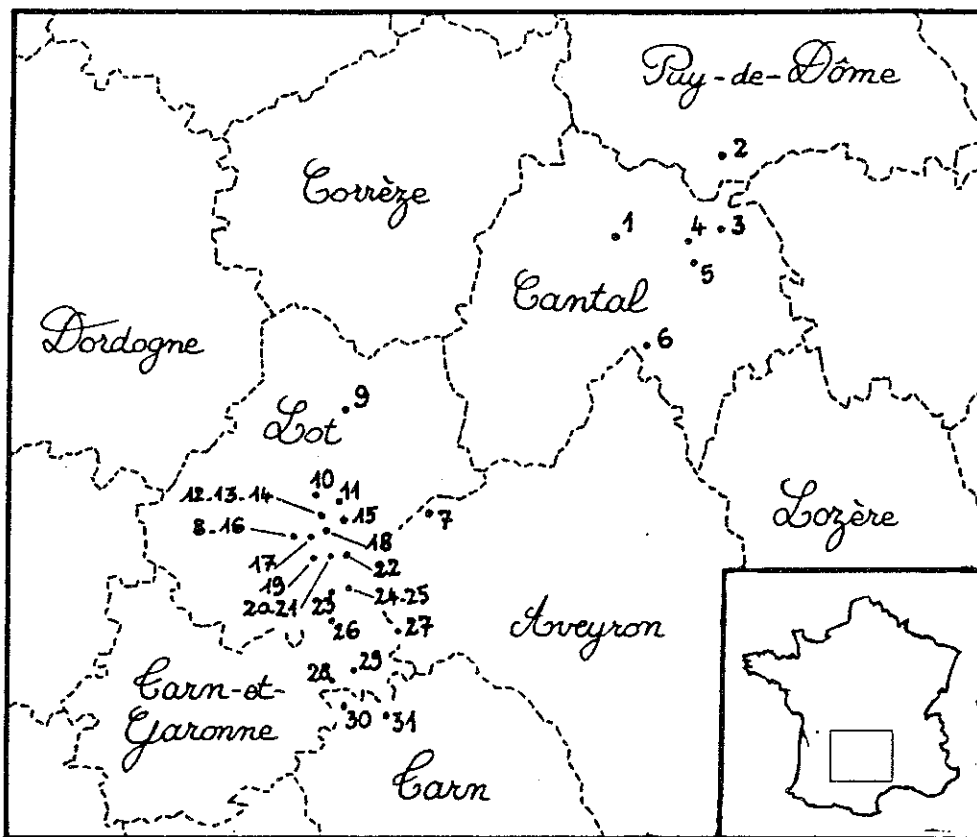 Puy-de-Dôme
2
Corrèze
1
4
3
5
Cantal
Dordogne
6
9
Lot
10
11
12-13-14
15
7
Lozère
8-16
18
17
22
19
20-21
23
24-25
26
27
Aveyron
28
29
Tarn-et-
Garonne
30
31
Tarn